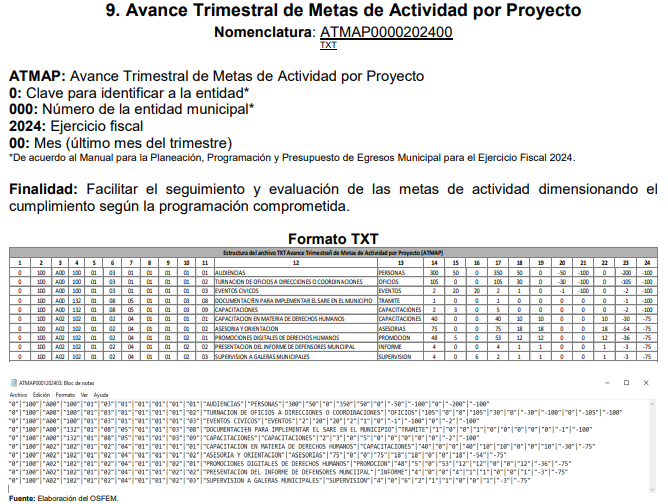 9. Avance Trimestral de Metas de Actividad por Proyecto
Nomenclatura: ATMAP0000202400
TXT
ATMAP: Avance Trimestral de Metas de Actividad por Proyecto
0: Clave para identificar a la entidad*
000: Número de la entidad municipal*
2024: Ejercicio fiscal
00: Mes (último mes del trimestre)
*De acuerdo al Manual para la Planeación, Programación y Presupuesto de Egresos Municipal para el Ejercicio Fiscal 2024.
Finalidad: Facilitar el seguimiento y evaluación de las metas de actividad dimensionando el
cumplimiento según la programación comprometida.
Formato TXT
Estructura del archivo TXT Avance Trimestral de Metas de Actividad por Proyecto (ATMAP)
1 2 3 4 5 6 7 8 9 10 11 12 13 14 15 16 17 18 19 20 21 22 23 24
0 100 A00 100 01 03 01 01 01 01 01 AUDIENCIAS PERSONAS 300 50 0 350 50 0 -50 -100 0 -200 -100
0 100 A00 100 01 03 01 01 01 01 02 TURNACION DE OFICIOS A DIRECCIONES O COORDINACIONES OFICIOS 105 0 0 105 30 0 -30 -100 0 -105 -100
0 100 A00 100 01 03 01 01 01 01 03 EVENTOS CIVICOS EVENTOS 2 20 20 2 1 0 -1 -100 0 -2 -100
0 100 A00 132 01 08 05 01 01 03 08 DOCUMENTACIÓN PARA IMPLEMENTAR EL SARE EN EL MUNICIPIO TRAMITE 1 0 0 1 0 0 0 0 0 -1 -100
0 100 A00 132 01 08 05 01 01 03 09 CAPACITACIONES CAPACITACIONES 2 3 0 5 0 0 0 0 0 -2 -100
0 100 A02 102 01 02 04 01 01 01 01 CAPACITACION EN MATERIA DE DERECHOS HUMANOS CAPACITACIONES 40 0 0 40 10 10 0 0 10 -30 -75
0 100 A02 102 01 02 04 01 01 01 02 ASESORIA Y ORIENTACION ASESORIAS 75 0 0 75 18 18 0 0 18 -54 -75
0 100 A02 102 01 02 04 01 01 02 01 PROMOCIONES DIGITALES DE DERECHOS HUMANOS PROMOCION 48 5 0 53 12 12 0 0 12 -36 -75
0 100 A02 102 01 02 04 01 01 02 02 PRESENTACION DEL INFORME DE DEFENSORES MUNCIPAL INFORME 4 0 0 4 1 1 0 0 1 -3 -75
0 100 A02 102 01 02 04 01 01 02 03 SUPERVISION A GALERAS MUNICIPALES SUPERVISION 4 0 6 2 1 1 0 0 1 -3 -75
ATMAP0001202403: Bloc de notas
Archivo Edición Formato Ver Ayuda
"0"|"100"|"A00"|"100"|"01"|"03"|"01"|"01"|"01"|"01"|"01"|"AUDIENCIAS"|"PERSONAS"|"300"|"50"|"0"|"350"|"50"|"0"|"-50"|"-100"|"0"|"-200"|"-100"
"0"|"100"|"A00"|"100"|"01"|"03"|"01"|"01"|"01"|"01"|"02"|"TURNACION DE OFICIOS A DIRECCIONES O COORDINACIONES"|"OFICIOS"|"105"|"0"|"0"|"105"|"30"|"0"|"-30"|"-100"|"0"|"-105"|"-100"
"0"|"100"|"A00"|"100"|"01"|"03"|"01"|"01"|"01"|"01"|"03"|"EVENTOS CIVICOS"|"EVENTOS"|"2"|"20"|"20"|"2"|"1"|"0"|"-1"|"-100"|"0"|"-2"|"-100"
"0"|"100"|"A00"|"132"|"01"|"08"|"05"|"01"|"01"|"03"|"08"|"DOCUMENTACION PARA IMPLEMENTAR EL SARE EN EL MUNICIPIO"|"TRAMITE"|"1"|"0"|"0"|"1"|"0"|"0"|"0"|"0"|"0"|"-1"|"-100"
"0"|"100"|"A00"|"132"|"01"|"08"|"05"|"01"|"01"|"03"|"09"|"CAPACITACIONES"|"CAPACITACIONES"|"2"|"3"|"0"|"5"|"0"|"0"|"0"|"0"|"0"|"-2"|"-100"
"0"|"100"|"A02"|"102"|"01"|"02"|"04"|"01"|"01"|"01"|"01"|"CAPACITACION EN MATERIA DE DERECHOS HUMANOS"|"CAPACITACIONES"|"40"|"0"|"0"|"40"|"10"|"10"|"0"|"0"|"10"|"-30"|"-75"
"0"|"100"|"A02"|"102"|"01"|"02"|"04"|"01"|"01"|"01"|"02"|"ASESORIA Y ORIENTACION"|"ASESORIAS"|"75"|"0"|"0"|"75"|"18"|"18"|"0"|"0"|"18"|"-54"|"-75"
"0"|"100"|"A02"|"102"|"01"|"02"|"04"|"01"|"01"|"02"|"01"|"PROMOCIONES DIGITALES DE DERECHOS HUMANOS"|"PROMOCION"|"48"|"5"|"0"|"53"|"12"|"12"|"0"|"0"|"12"|"-36"|"-75"
"0"|"100"|"A02"|"102"|"01"|"02"|"04"|"01"|"01"|"02"|"02"|"PRESENTACION DEL INFORME DE DEFENSORES MUNCIPAL"|"INFORME"|"4"|"0"|"0"|"4"|"1"|"1"|"0"|"0"|"1"|"-3"|"-75"
"0"|"100"|"A02"|"102"|"01"|"02"|"04"|"01"|"01"|"02"|"03"|"SUPERVISION A GALERAS MUNICIPALES"|"SUPERVISION"|"4"|"0"|"6"|"2"|"1"|"1"|"0"|"0"|"1"|"-3"|"-75"
Fuente: Elaboración del OSFEM.